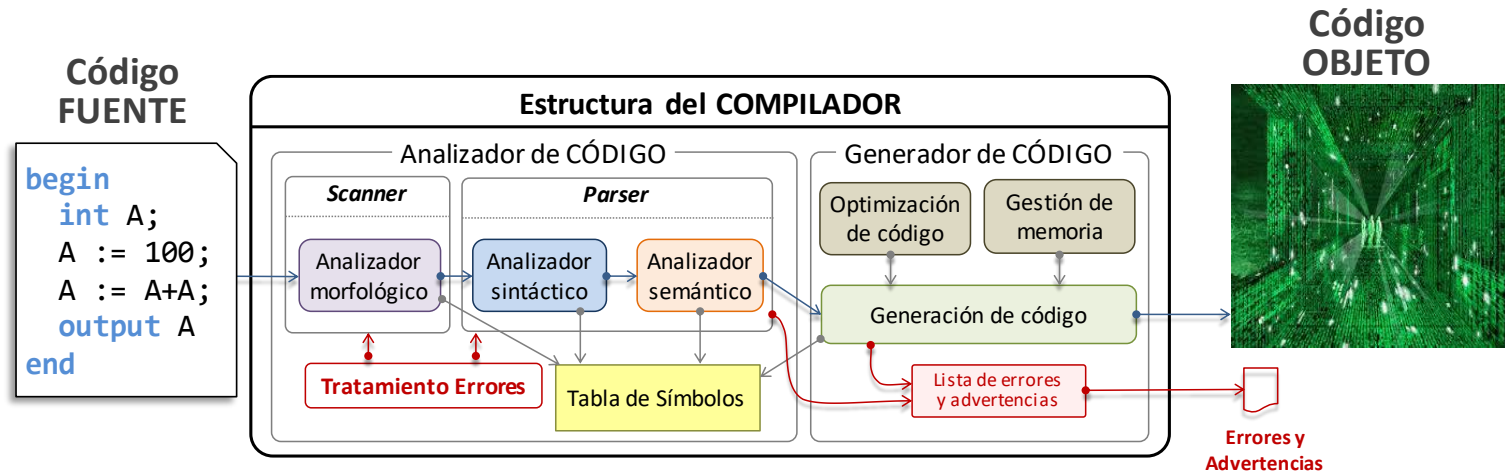 Código
FUENTE
begin
int A;
A := 100;
A := A+A;
output A
end
Estructura del COMPILADOR
Analizador de CÓDIGO
Scanner
Parser
Analizador
morfológico
Analizador
sintáctico
Analizador
semántico
Tratamiento Errores
Tabla de Símbolos
Generador de CÓDIGO
Optimización
de código
Gestión de
memoria
Generación de código
Lista de errores
y advertencias
Código
OBJETO
Errores y
Advertencias